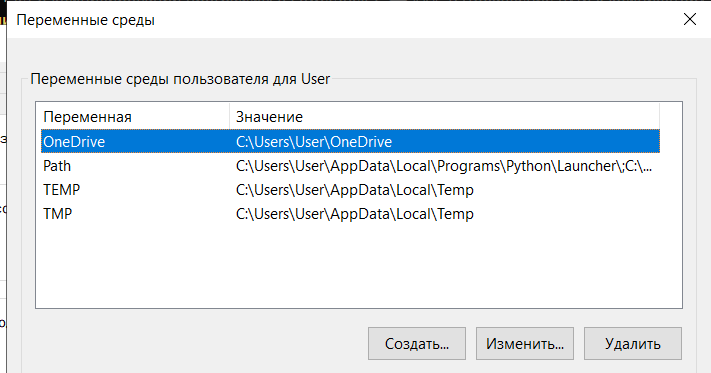 Переменные среды
Переменные среды пользователя для User
Переменная Значение
OneDrive C:\Users\User\OneDrive
Path C:\Users\User\AppData\Local\Programs\Python\Launcher\;C:\...
TEMP C:\Users\User\AppData\Local\Temp
TMP C:\Users\User\AppData\Local\Temp
Создать... Изменить... Удалить